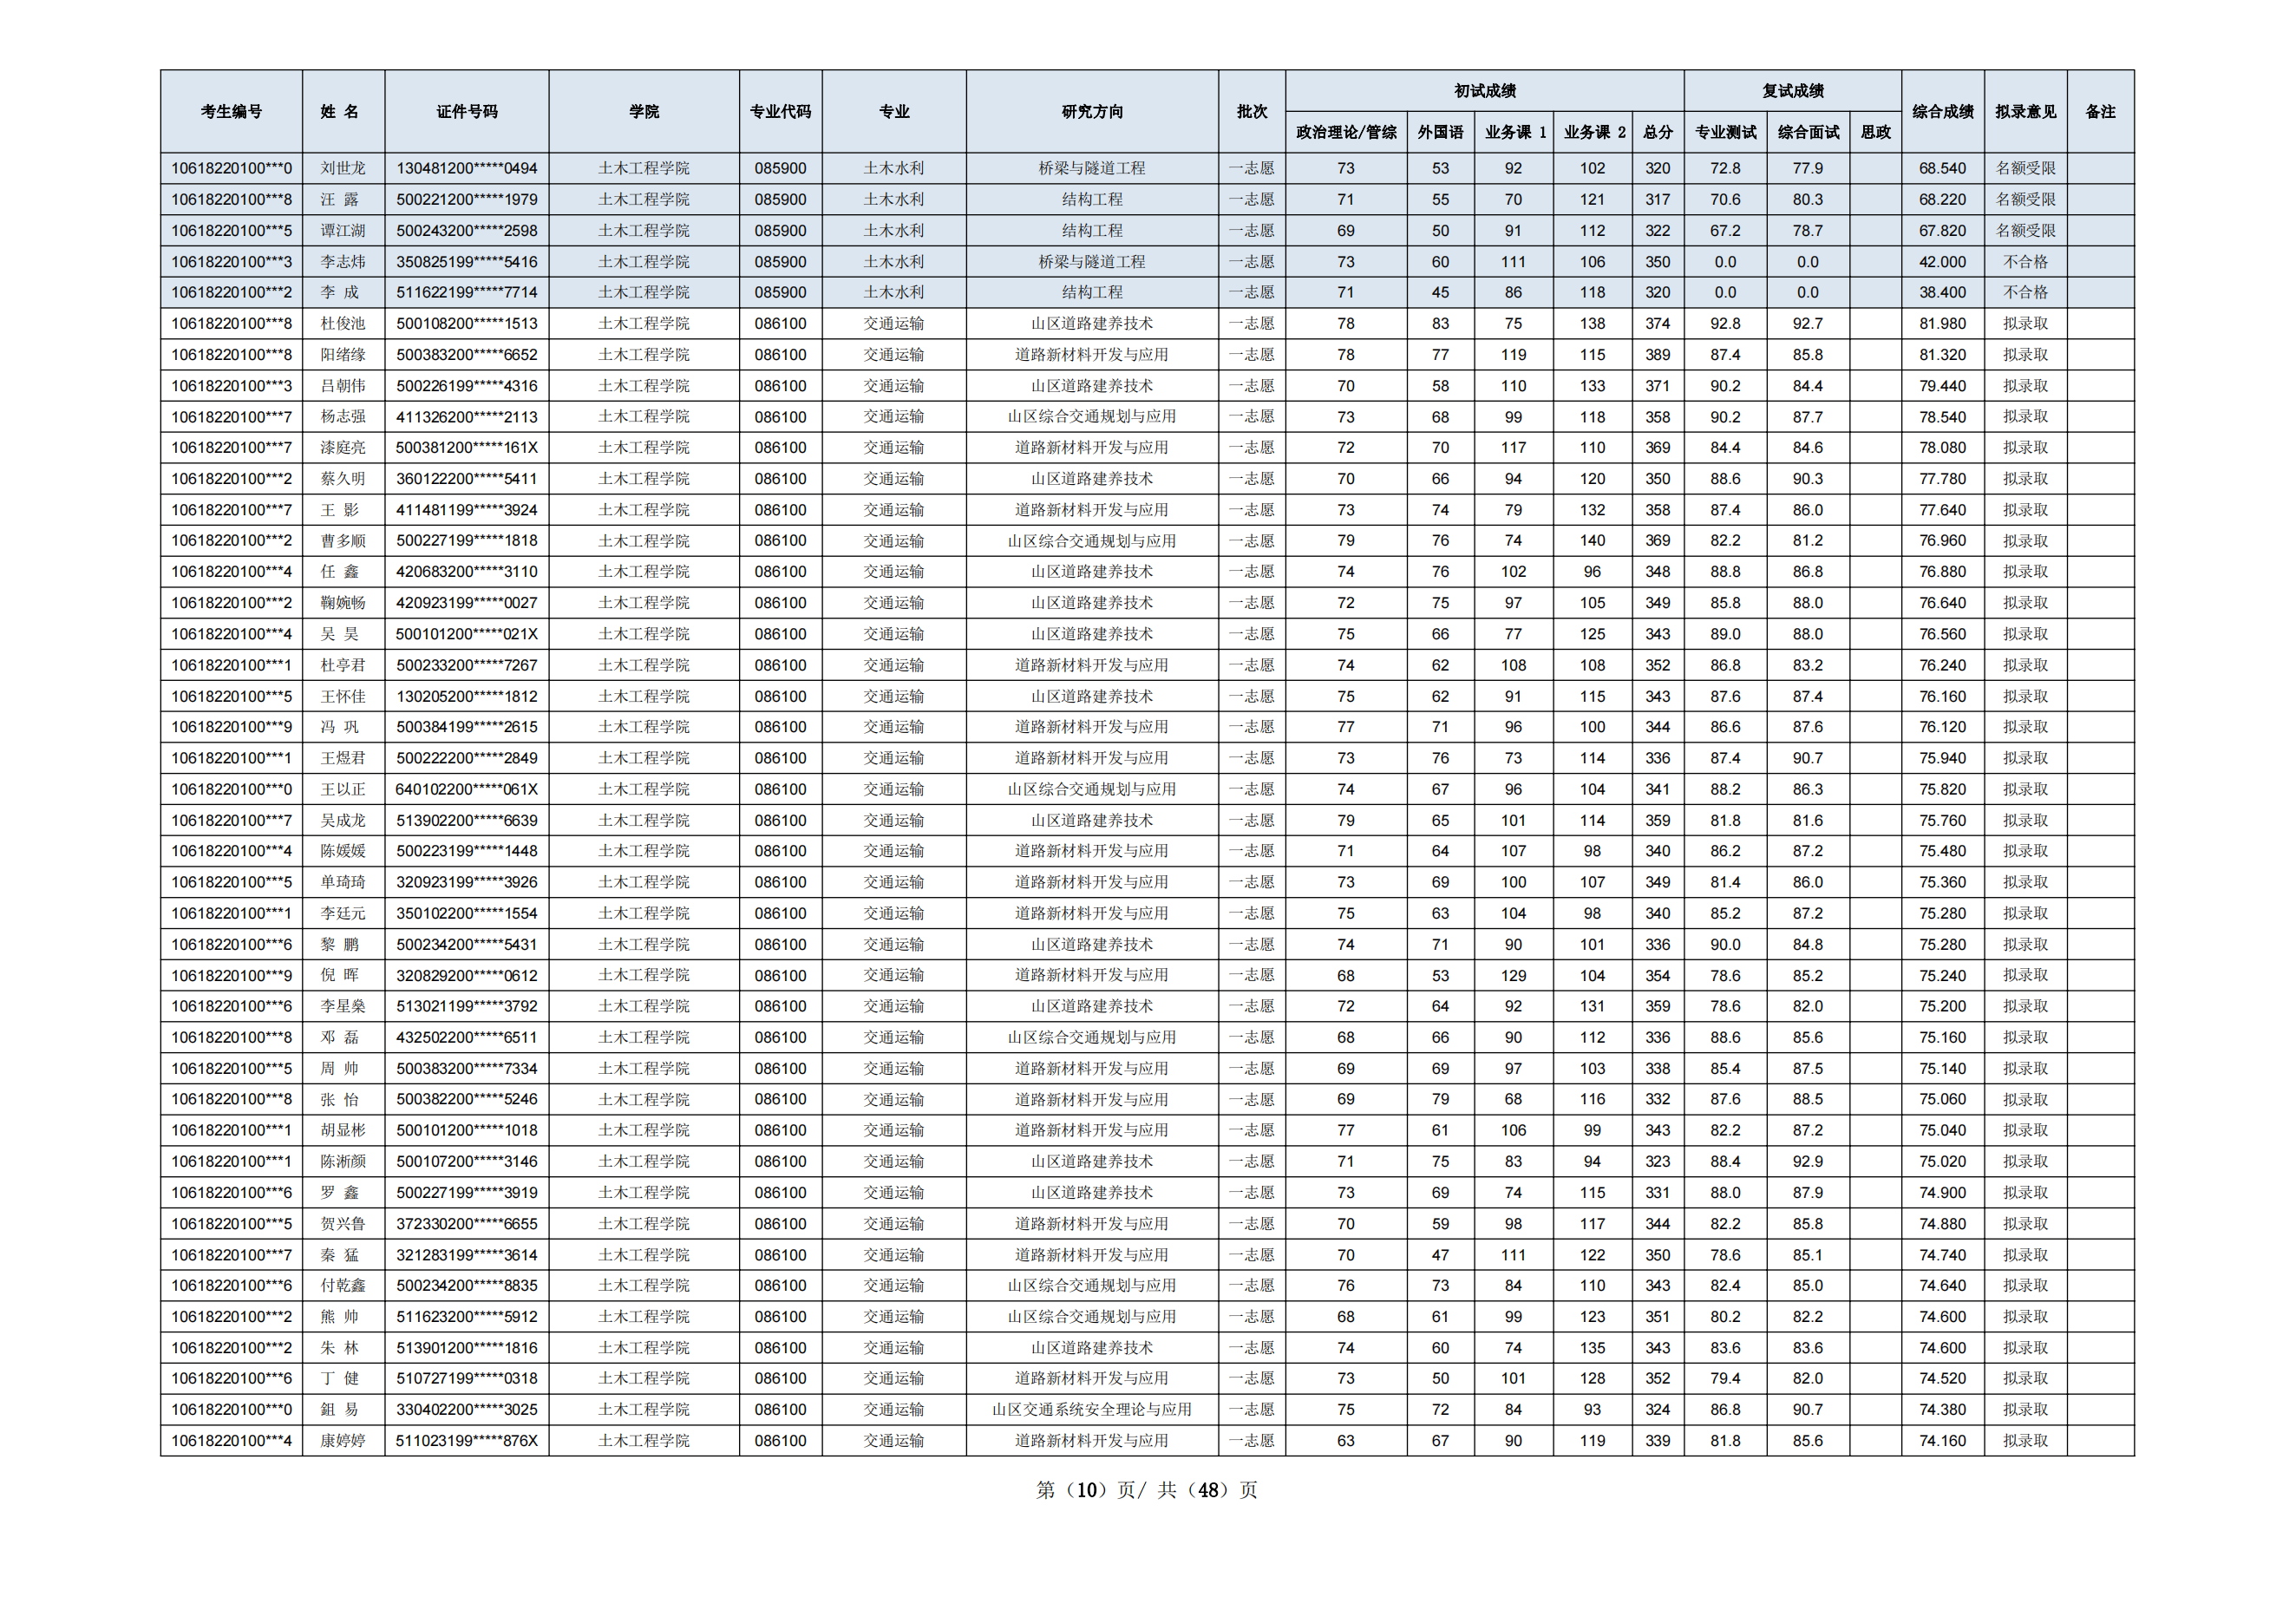 考生编号 姓 名 证件号码 学院 专业代码 专业 研究方向 批次 初试成绩 复试成绩 综合成绩 拟录意见 备注
政治理论/管综 外国语 业务课 1 业务课 2 总分 专业测试 综合面试 思政
10618220100***0 刘世龙 130481200*****0494 土木工程学院 085900 土木水利 桥梁与隧道工程 一志愿 73 53 92 102 320 72.8 77.9 68.540 名额受限
10618220100***8 汪 露 500221200*****1979 土木工程学院 085900 土木水利 结构工程 一志愿 71 55 70 121 317 70.6 80.3 68.220 名额受限
10618220100***5 谭江湖 500243200*****2598 土木工程学院 085900 土木水利 结构工程 一志愿 69 50 91 112 322 67.2 78.7 67.820 名额受限
10618220100***3 李志炜 350825199*****5416 土木工程学院 085900 土木水利 桥梁与隧道工程 一志愿 73 60 111 106 350 0.0 0.0 42.000 不合格
10618220100***2 李 成 511622199*****7714 土木工程学院 085900 土木水利 结构工程 一志愿 71 45 86 118 320 0.0 0.0 38.400 不合格
10618220100***8 杜俊池 500108200*****1513 土木工程学院 086100 交通运输 山区道路建养技术 一志愿 78 83 75 138 374 92.8 92.7 81.980 拟录取
10618220100***8 阳绪缘 500383200*****6652 土木工程学院 086100 交通运输 道路新材料开发与应用 一志愿 78 77 119 115 389 87.4 85.8 81.320 拟录取
10618220100***3 吕朝伟 500226199*****4316 土木工程学院 086100 交通运输 山区道路建养技术 一志愿 70 58 110 133 371 90.2 84.4 79.440 拟录取
10618220100***7 杨志强 411326200*****2113 土木工程学院 086100 交通运输 山区综合交通规划与应用 一志愿 73 68 99 118 358 90.2 87.7 78.540 拟录取
10618220100***7 漆庭亮 500381200*****161X 土木工程学院 086100 交通运输 道路新材料开发与应用 一志愿 72 70 117 110 369 84.4 84.6 78.080 拟录取
10618220100***2 蔡久明 360122200*****5411 土木工程学院 086100 交通运输 山区道路建养技术 一志愿 70 66 94 120 350 88.6 90.3 77.780 拟录取
10618220100***7 王 影 411481199*****3924 土木工程学院 086100 交通运输 道路新材料开发与应用 一志愿 73 74 79 132 358 87.4 86.0 77.640 拟录取
10618220100***2 曹多顺 500227199*****1818 土木工程学院 086100 交通运输 山区综合交通规划与应用 一志愿 79 76 74 140 369 82.2 81.2 76.960 拟录取
10618220100***4 任 鑫 420683200*****3110 土木工程学院 086100 交通运输 山区道路建养技术 一志愿 74 76 102 96 348 88.8 86.8 76.880 拟录取
10618220100***2 鞠婉畅 420923199*****0027 土木工程学院 086100 交通运输 山区道路建养技术 一志愿 72 75 97 105 349 85.8 88.0 76.640 拟录取
10618220100***4 吴 昊 500101200*****021X 土木工程学院 086100 交通运输 山区道路建养技术 一志愿 75 66 77 125 343 89.0 88.0 76.560 拟录取
10618220100***1 杜亭君 500233200*****7267 土木工程学院 086100 交通运输 道路新材料开发与应用 一志愿 74 62 108 108 352 86.8 83.2 76.240 拟录取
10618220100***5 王怀佳 130205200*****1812 土木工程学院 086100 交通运输 山区道路建养技术 一志愿 75 62 91 115 343 87.6 87.4 76.160 拟录取
10618220100***9 冯 巩 500384199*****2615 土木工程学院 086100 交通运输 道路新材料开发与应用 一志愿 77 71 96 100 344 86.6 87.6 76.120 拟录取
10618220100***1 王煜君 500222200*****2849 土木工程学院 086100 交通运输 道路新材料开发与应用 一志愿 73 76 73 114 336 87.4 90.7 75.940 拟录取
10618220100***0 王以正 640102200*****061X 土木工程学院 086100 交通运输 山区综合交通规划与应用 一志愿 74 67 96 104 341 88.2 86.3 75.820 拟录取
10618220100***7 吴成龙 513902200*****6639 土木工程学院 086100 交通运输 山区道路建养技术 一志愿 79 65 101 114 359 81.8 81.6 75.760 拟录取
10618220100***4 陈媛媛 500223199*****1448 土木工程学院 086100 交通运输 道路新材料开发与应用 一志愿 71 64 107 98 340 86.2 87.2 75.480 拟录取
10618220100***5 单琦琦 320923199*****3926 土木工程学院 086100 交通运输 道路新材料开发与应用 一志愿 73 69 100 107 349 81.4 86.0 75.360 拟录取
10618220100***1 李廷元 350102200*****1554 土木工程学院 086100 交通运输 道路新材料开发与应用 一志愿 75 63 104 98 340 85.2 87.2 75.280 拟录取
10618220100***6 黎 鹏 500234200*****5431 土木工程学院 086100 交通运输 山区道路建养技术 一志愿 74 71 90 101 336 90.0 84.8 75.280 拟录取
10618220100***9 倪 晖 320829200*****0612 土木工程学院 086100 交通运输 道路新材料开发与应用 一志愿 68 53 129 104 354 78.6 85.2 75.240 拟录取
10618220100***6 李星燊 513021199*****3792 土木工程学院 086100 交通运输 山区道路建养技术 一志愿 72 64 92 131 359 78.6 82.0 75.200 拟录取
10618220100***8 邓 磊 432502200*****6511 土木工程学院 086100 交通运输 山区综合交通规划与应用 一志愿 68 66 90 112 336 88.6 85.6 75.160 拟录取
10618220100***5 周 帅 500383200*****7334 土木工程学院 086100 交通运输 道路新材料开发与应用 一志愿 69 69 97 103 338 85.4 87.5 75.140 拟录取
10618220100***8 张 怡 500382200*****5246 土木工程学院 086100 交通运输 道路新材料开发与应用 一志愿 69 79 68 116 332 87.6 88.5 75.060 拟录取
10618220100***1 胡显彬 500101200*****1018 土木工程学院 086100 交通运输 道路新材料开发与应用 一志愿 77 61 106 99 343 82.2 87.2 75.040 拟录取
10618220100***1 陈淅颜 500107200*****3146 土木工程学院 086100 交通运输 山区道路建养技术 一志愿 71 75 83 94 323 88.4 92.9 75.020 拟录取
10618220100***6 罗 鑫 500227199*****3919 土木工程学院 086100 交通运输 山区道路建养技术 一志愿 73 69 74 115 331 88.0 87.9 74.900 拟录取
10618220100***5 贺兴鲁 372330200*****6655 土木工程学院 086100 交通运输 道路新材料开发与应用 一志愿 70 59 98 117 344 82.2 85.8 74.880 拟录取
10618220100***7 秦 猛 321283199*****3614 土木工程学院 086100 交通运输 道路新材料开发与应用 一志愿 70 47 111 122 350 78.6 85.1 74.740 拟录取
10618220100***6 付乾鑫 500234200*****8835 土木工程学院 086100 交通运输 山区综合交通规划与应用 一志愿 76 73 84 110 343 82.4 85.0 74.640 拟录取
10618220100***2 熊 帅 511623200*****5912 土木工程学院 086100 交通运输 山区综合交通规划与应用 一志愿 68 61 99 123 351 80.2 82.2 74.600 拟录取
10618220100***2 朱 林 513901200*****1816 土木工程学院 086100 交通运输 山区道路建养技术 一志愿 74 60 74 135 343 83.6 83.6 74.600 拟录取
10618220100***6 丁 健 510727199*****0318 土木工程学院 086100 交通运输 道路新材料开发与应用 一志愿 73 50 101 128 352 79.4 82.0 74.520 拟录取
10618220100***0 鉏 易 330402200*****3025 土木工程学院 086100 交通运输 山区交通系统安全理论与应用 一志愿 75 72 84 93 324 86.8 90.7 74.380 拟录取
10618220100***4 康婷婷 511023199*****876X 土木工程学院 086100 交通运输 道路新材料开发与应用 一志愿 63 67 90 119 339 81.8 85.6 74.160 拟录取
第（10）页/ 共（48）页